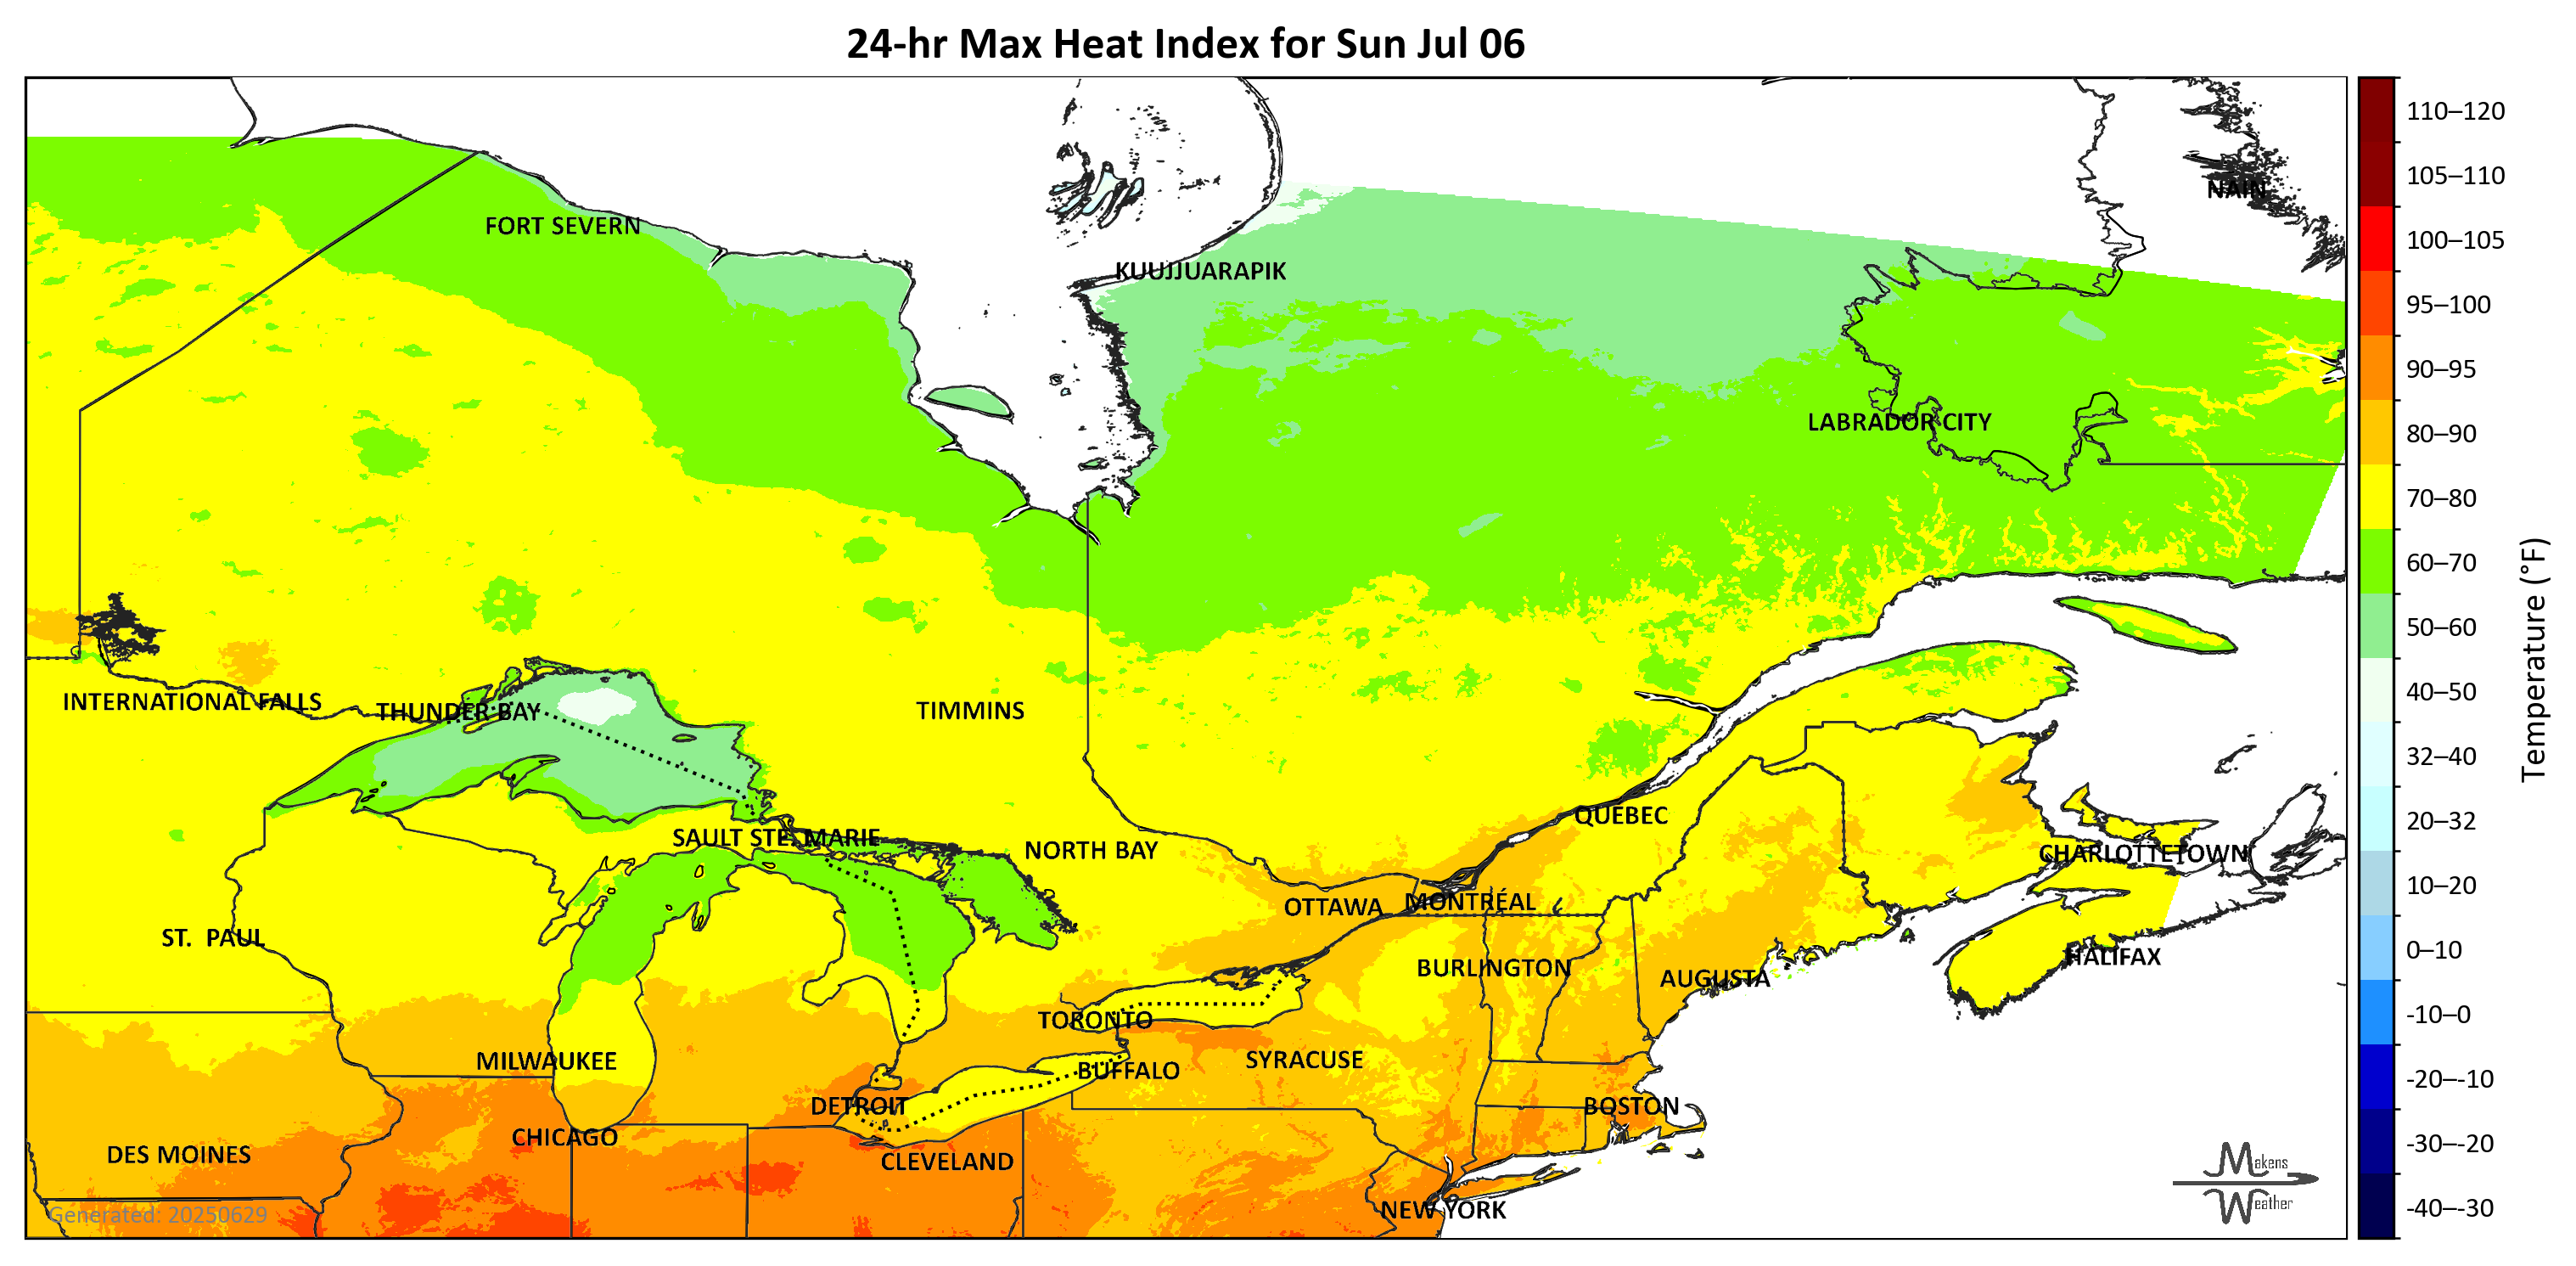 24-hr Max Heat Index for Sun Jul 06
110–120
105–110
100–105
95–100
90–95
80–90
70–80
60–70
50–60
40–50
32–40
20–32
10–20
0–10
-10–0
-20–-10
-30–-20
-40–-30
Temperature (°F)
NAIN
FORT SEVERN
KUUJJUARAPIK
LABRADOR CITY
INTERNATIONAL FALLS
THUNDER BAY
TIMMINS
QUEBEC
SAULT STE. MARIE
NORTH BAY
CHARLOTTETOWN
OTTAWA
MONTRÉAL
ST. PAUL
HALIFAX
BURLINGTON
AUGUSTA
TORONTO
MILWAUKEE
SYRACUSE
BUFFALO
DETROIT
BOSTON
CHICAGO
DES MOINES
CLEVELAND
NEW YORK
Generated: 20250629
Makens
Weather